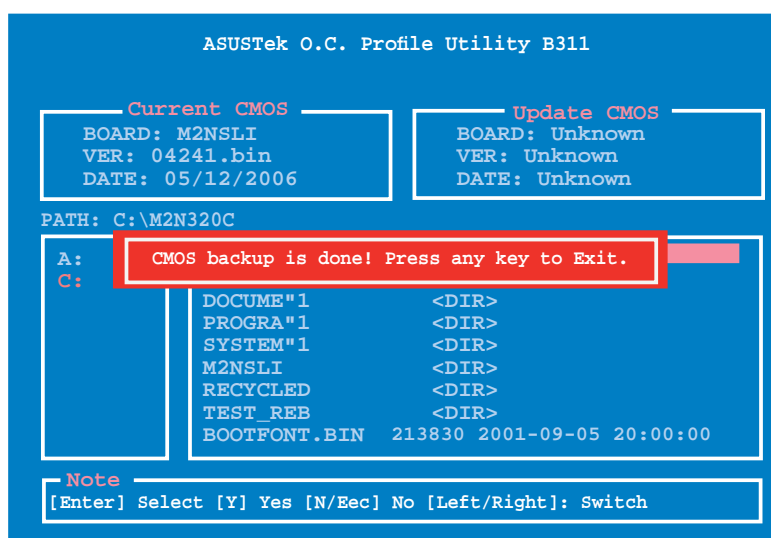 ASUSTek O.C. Profile Utility B311
Current CMOS
BOARD: M2NSLI
VER: 04241.bin
DATE: 05/12/2006
Update CMOS
BOARD: Unknown
VER: Unknown
DATE: Unknown
PATH: C:\M2N320C
A:
C:
CMOS backup is done! Press any key to Exit.
DOCUME"1 <DIR>
PROGRA"1 <DIR>
SYSTEM"1 <DIR>
M2NSLI <DIR>
RECYCLED <DIR>
TEST_REB <DIR>
BOOTFONT.BIN 213830 2001-09-05 20:00:00
Note
[Enter] Select [Y] Yes [N/Eec] No [Left/Right]: Switch